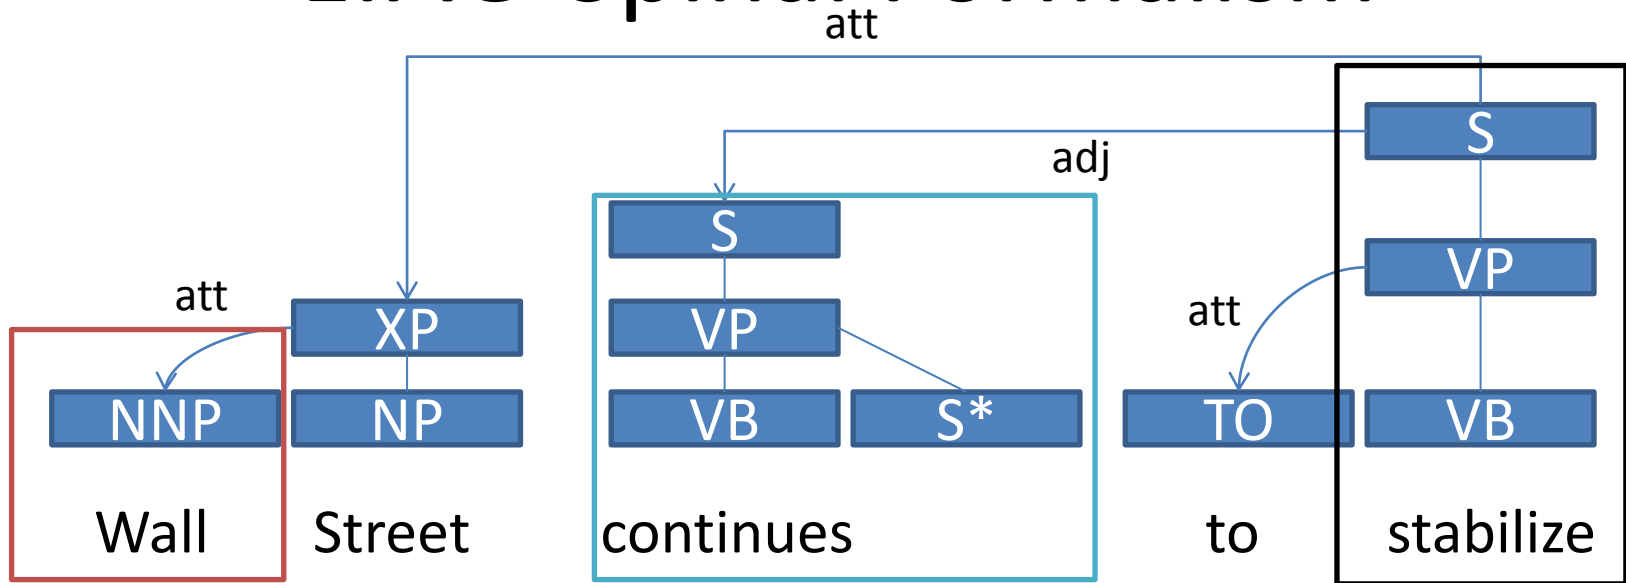 att
S
adj
S
VP
att
XP
VP
att
NNP NP VB S* TO VB
Wall Street continues to stabilize